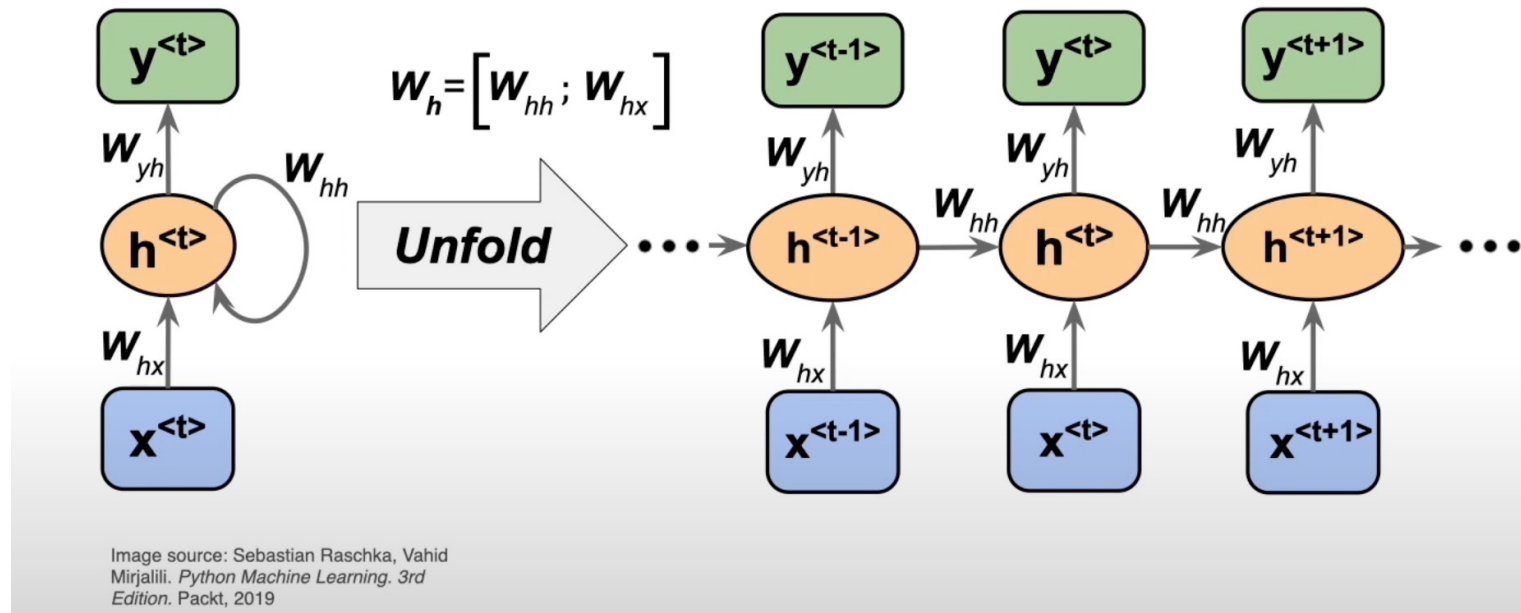 y<t>
W_yh
W_hh
h<t>
W_hx
x<t>
W_h=[W_hh ; W_hx]
Unfold
y<t-1>
y<t>
y<t+1>
W_yh
W_yh
W_yh
•••
h<t-1>
W_hh
h<t>
W_hh
h<t+1>
•••
W_hx
W_hx
W_hx
x<t-1>
x<t>
x<t+1>
Image source: Sebastian Raschka, Vahid
Mirjalili. Python Machine Learning. 3rd
Edition. Packt, 2019